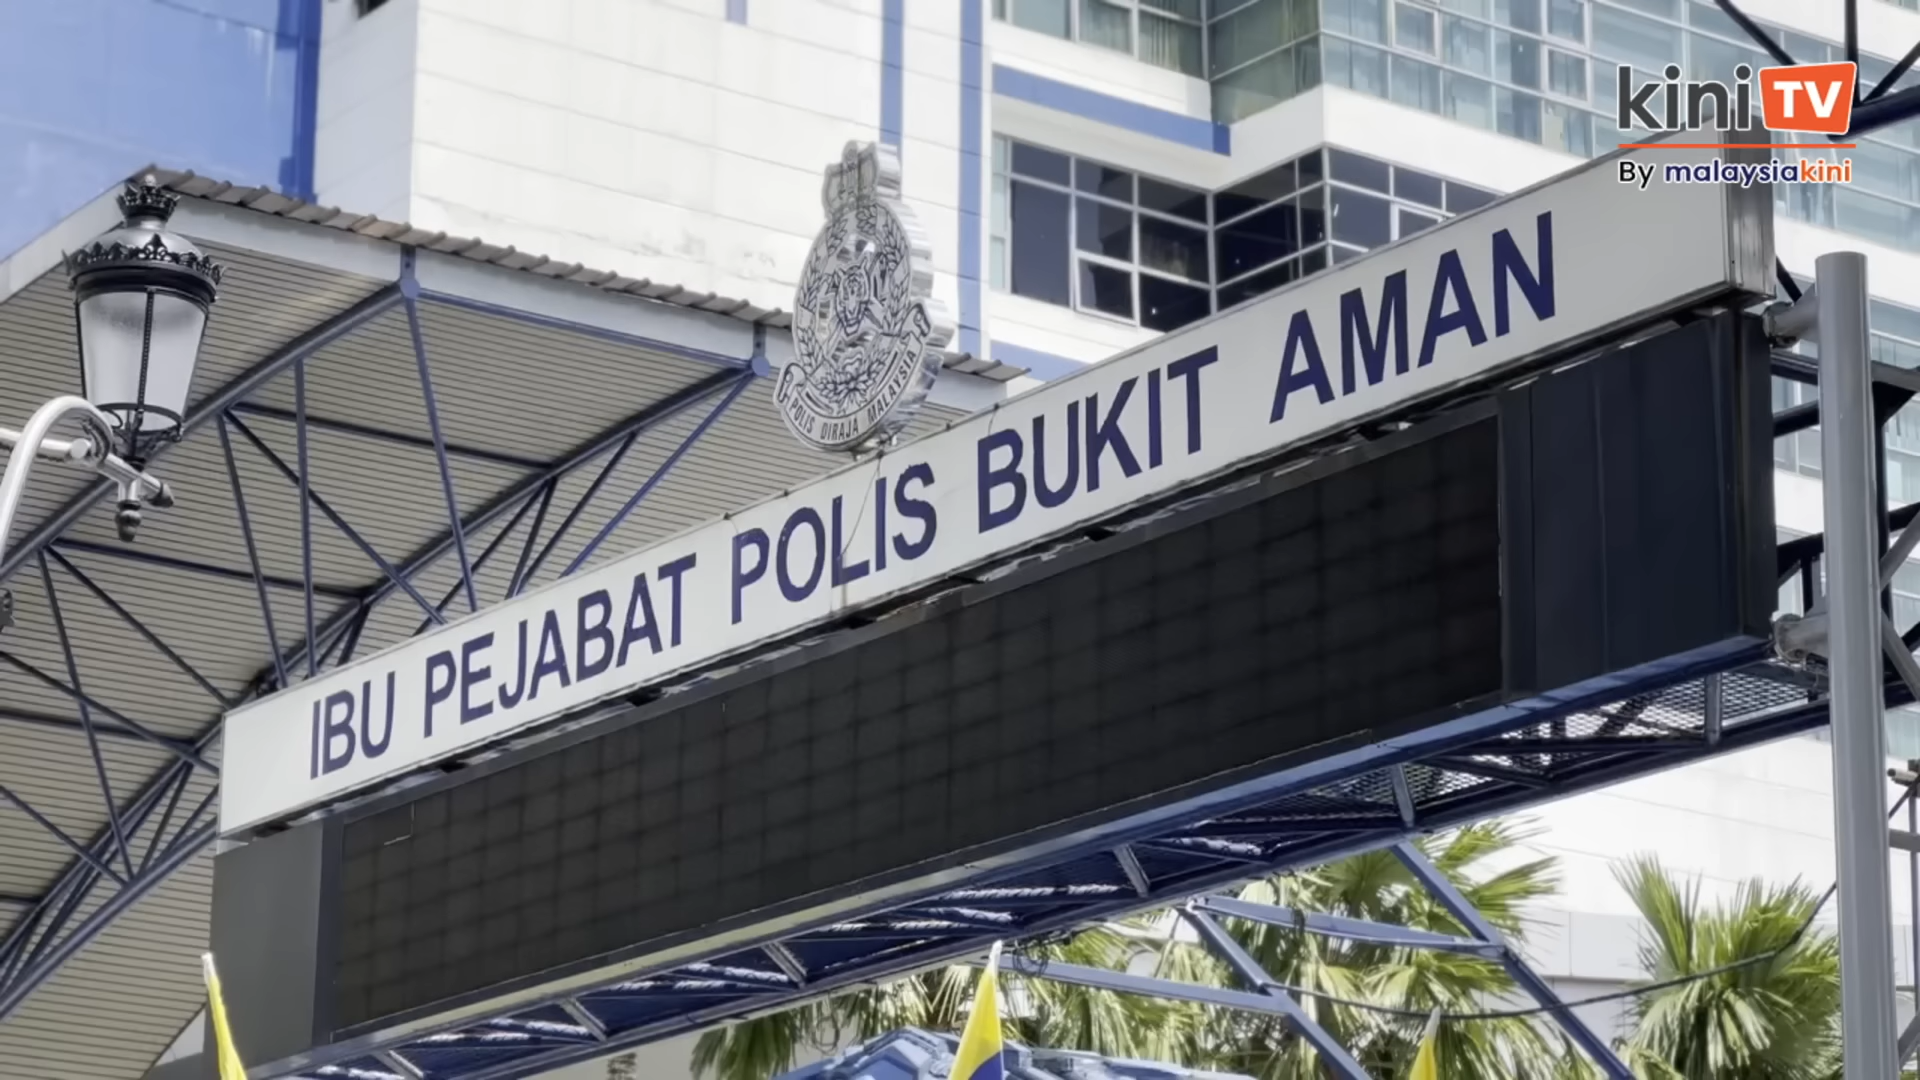 kini TV
By malaysiakini
POLIS DIRAJA MALAYSIA
IBU PEJABAT POLIS BUKIT AMAN